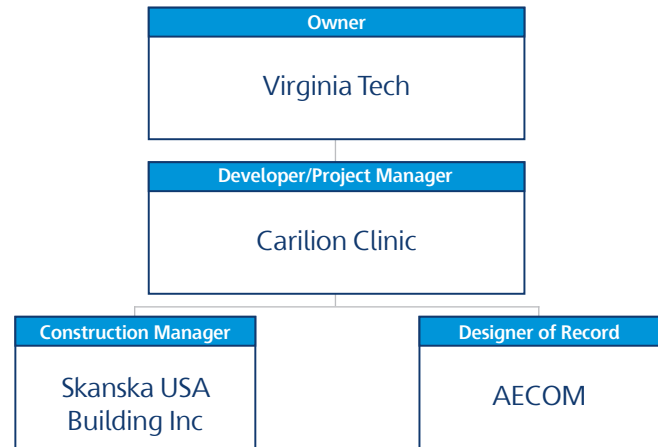 Owner
Virginia Tech
Developer/Project Manager
Carilion Clinic
Construction Manager
Skanska USA
Building Inc
Designer of Record
AECOM